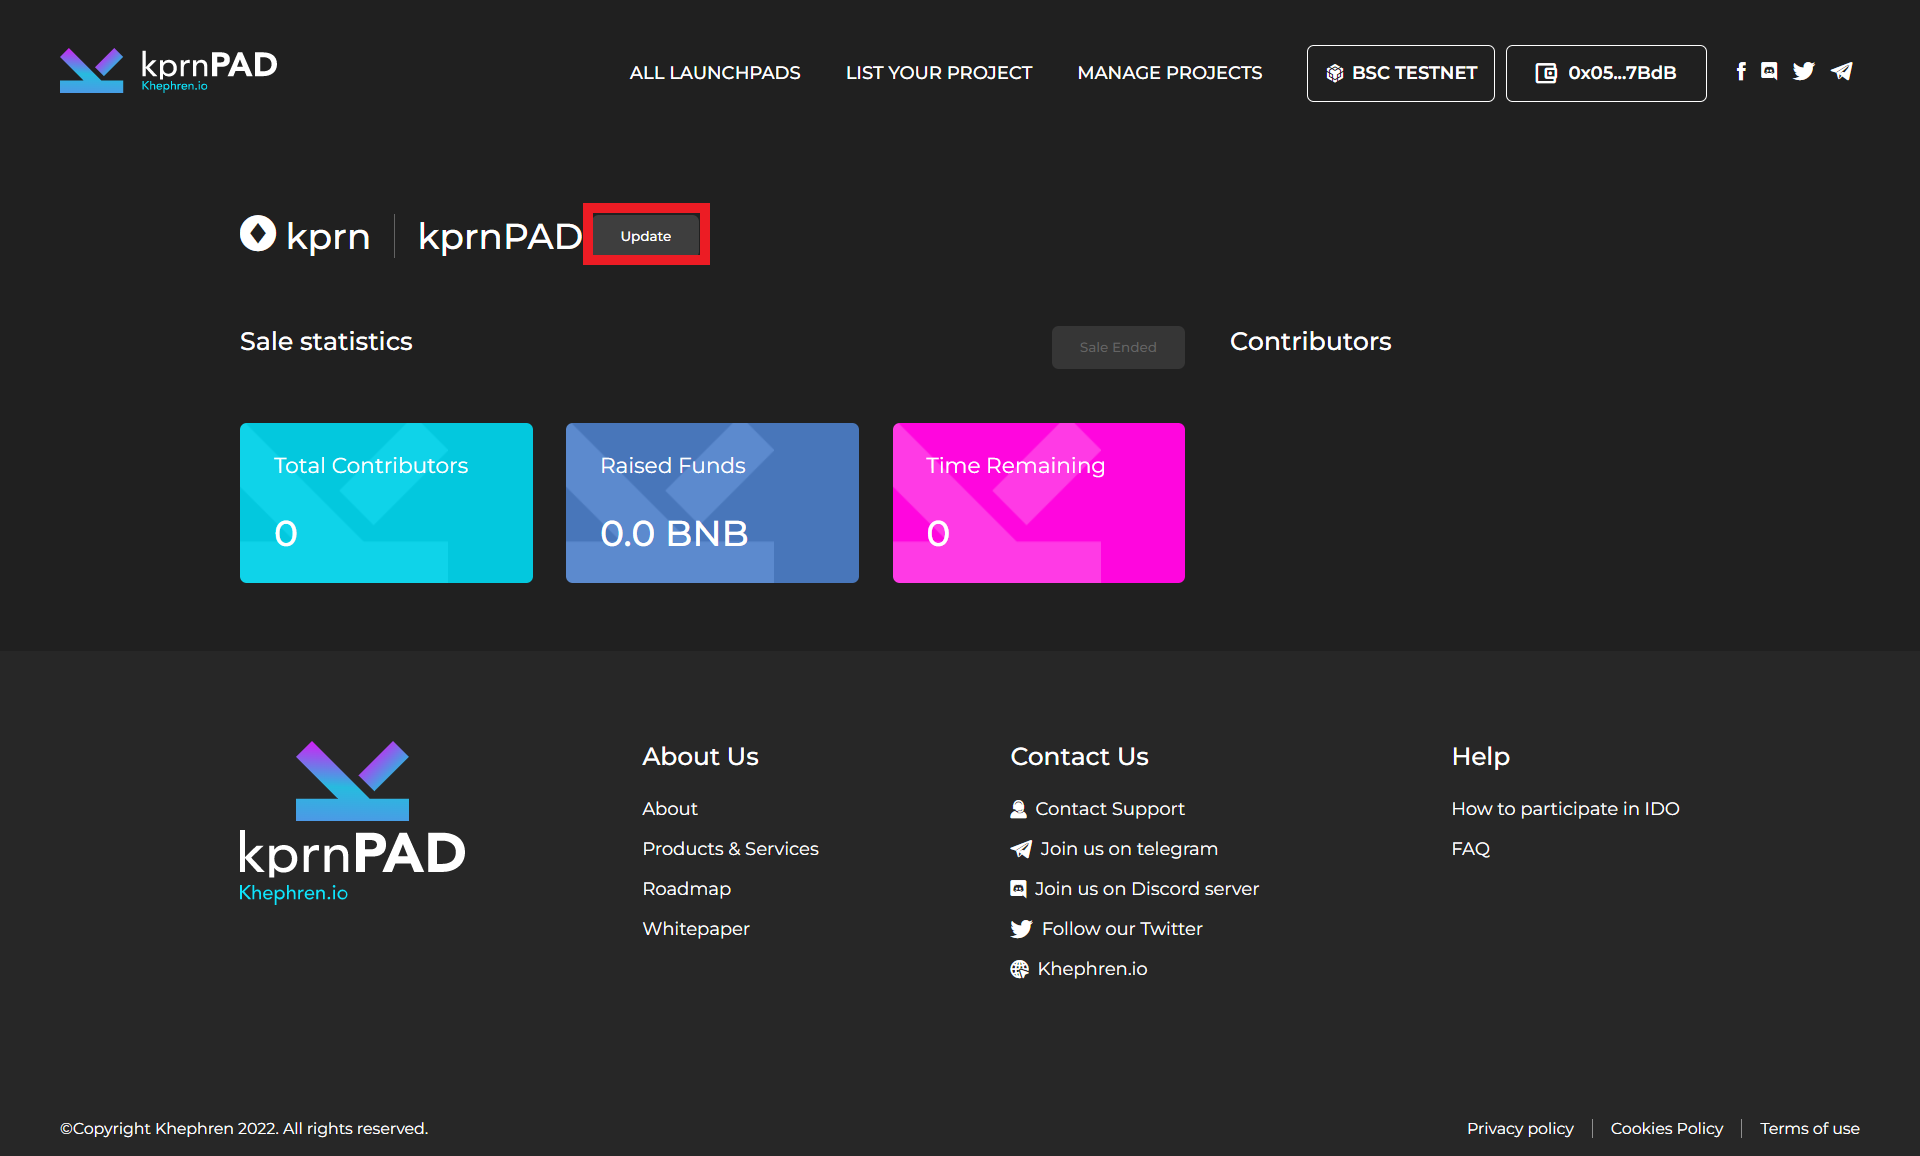 kprnPAD
Khephren.io
ALL LAUNCHPADS
LIST YOUR PROJECT
MANAGE PROJECTS
BSC TESTNET
0x05...7BdB
kprn
kprnPAD
Update
Sale statistics
Sale Ended
Contributors
Total Contributors
0
Raised Funds
0.0 BNB
Time Remaining
0
kprnPAD
Khephren.io
About Us
About
Products & Services
Roadmap
Whitepaper
Contact Us
Contact Support
Join us on telegram
Join us on Discord server
Follow our Twitter
Khephren.io
Help
How to participate in IDO
FAQ
©Copyright Khephren 2022. All rights reserved.
Privacy policy
Cookies Policy
Terms of use